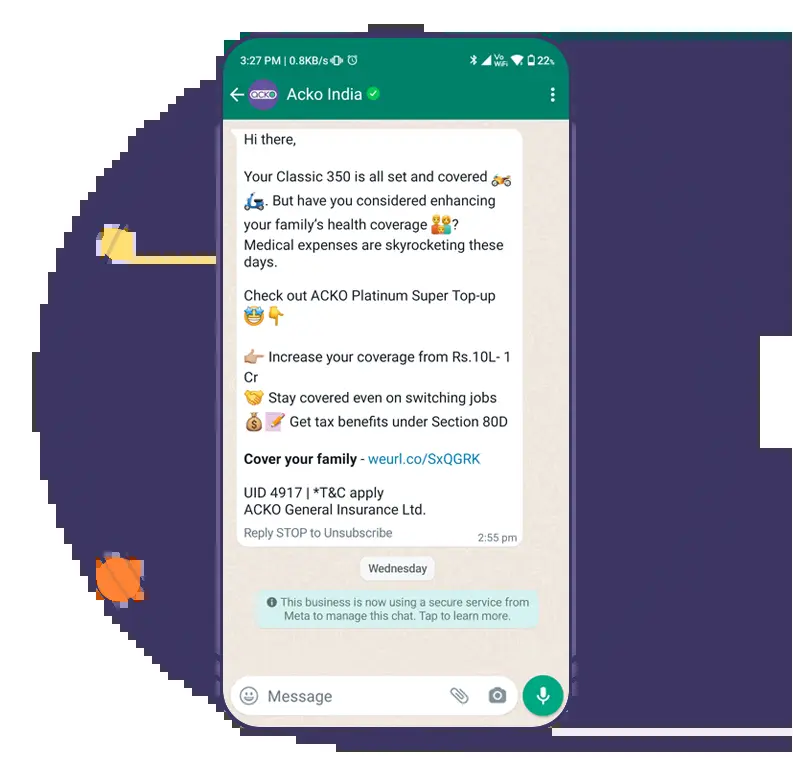 3:27 PM | 0.8KB/s
Vo
WiFi
22%
ACKO
Acko India
Hi there,
Your Classic 350 is all set and covered 🏍️
🛵. But have you considered enhancing
your family’s health coverage 👨‍👩‍👧‍👦?
Medical expenses are skyrocketing these
days.
Check out ACKO Platinum Super Top-up
🤩👇
👉🏼 Increase your coverage from Rs.10L- 1
Cr
🤝 Stay covered even on switching jobs
💰📝 Get tax benefits under Section 80D
Cover your family - weurl.co/SxQGRK
UID 4917 | *T&C apply
ACKO General Insurance Ltd.
Reply STOP to Unsubscribe
2:55 pm
Wednesday
This business is now using a secure service from
Meta to manage this chat. Tap to learn more.
Message